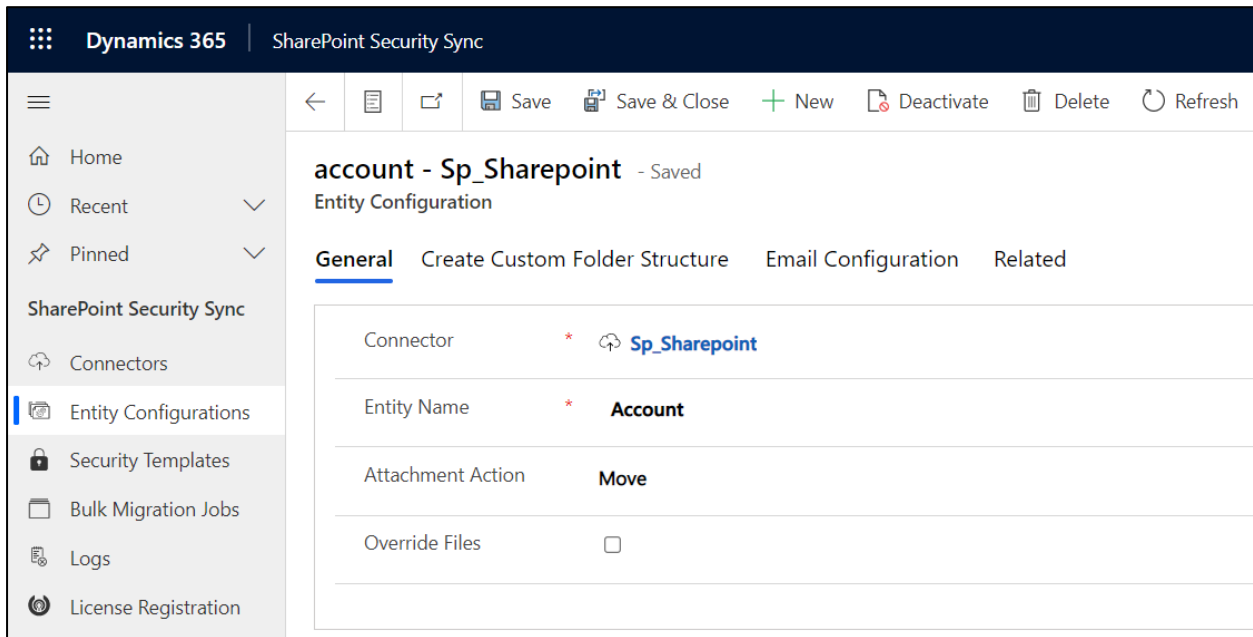 Dynamics 365 SharePoint Security Sync
Save Save & Close New Deactivate Delete Refresh
Home
Recent
Pinned
SharePoint Security Sync
Connectors
Entity Configurations
Security Templates
Bulk Migration Jobs
Logs
License Registration
account - Sp_Sharepoint - Saved
Entity Configuration
General Create Custom Folder Structure Email Configuration Related
Connector * Sp_Sharepoint
Entity Name * Account
Attachment Action Move
Override Files